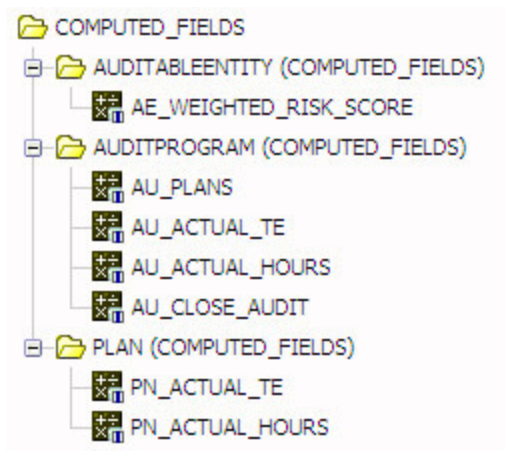 COMPUTED_FIELDS
AUDITABLEENTITY (COMPUTED_FIELDS)
AE_WEIGHTED_RISK_SCORE
AUDITPROGRAM (COMPUTED_FIELDS)
AU_PLANS
AU_ACTUAL_TE
AU_ACTUAL_HOURS
AU_CLOSE_AUDIT
PLAN (COMPUTED_FIELDS)
PN_ACTUAL_TE
PN_ACTUAL_HOURS